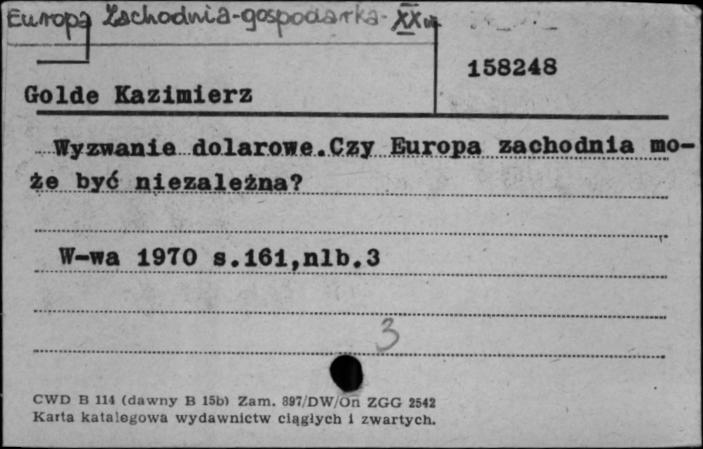 Europa Zachodnia-gospodarka-XX w.
158248
Golde Kazimierz
Wyzwanie dolarowe.Czy Europa zachodnia mo-
że być niezależna?
W-wa 1970 s.161,nlb.3
3
CWD B 114 (dawny B 15b) Zam. 897/DW/On ZGG 2542
Karta katalogowa wydawnictw ciągłych i zwartych.